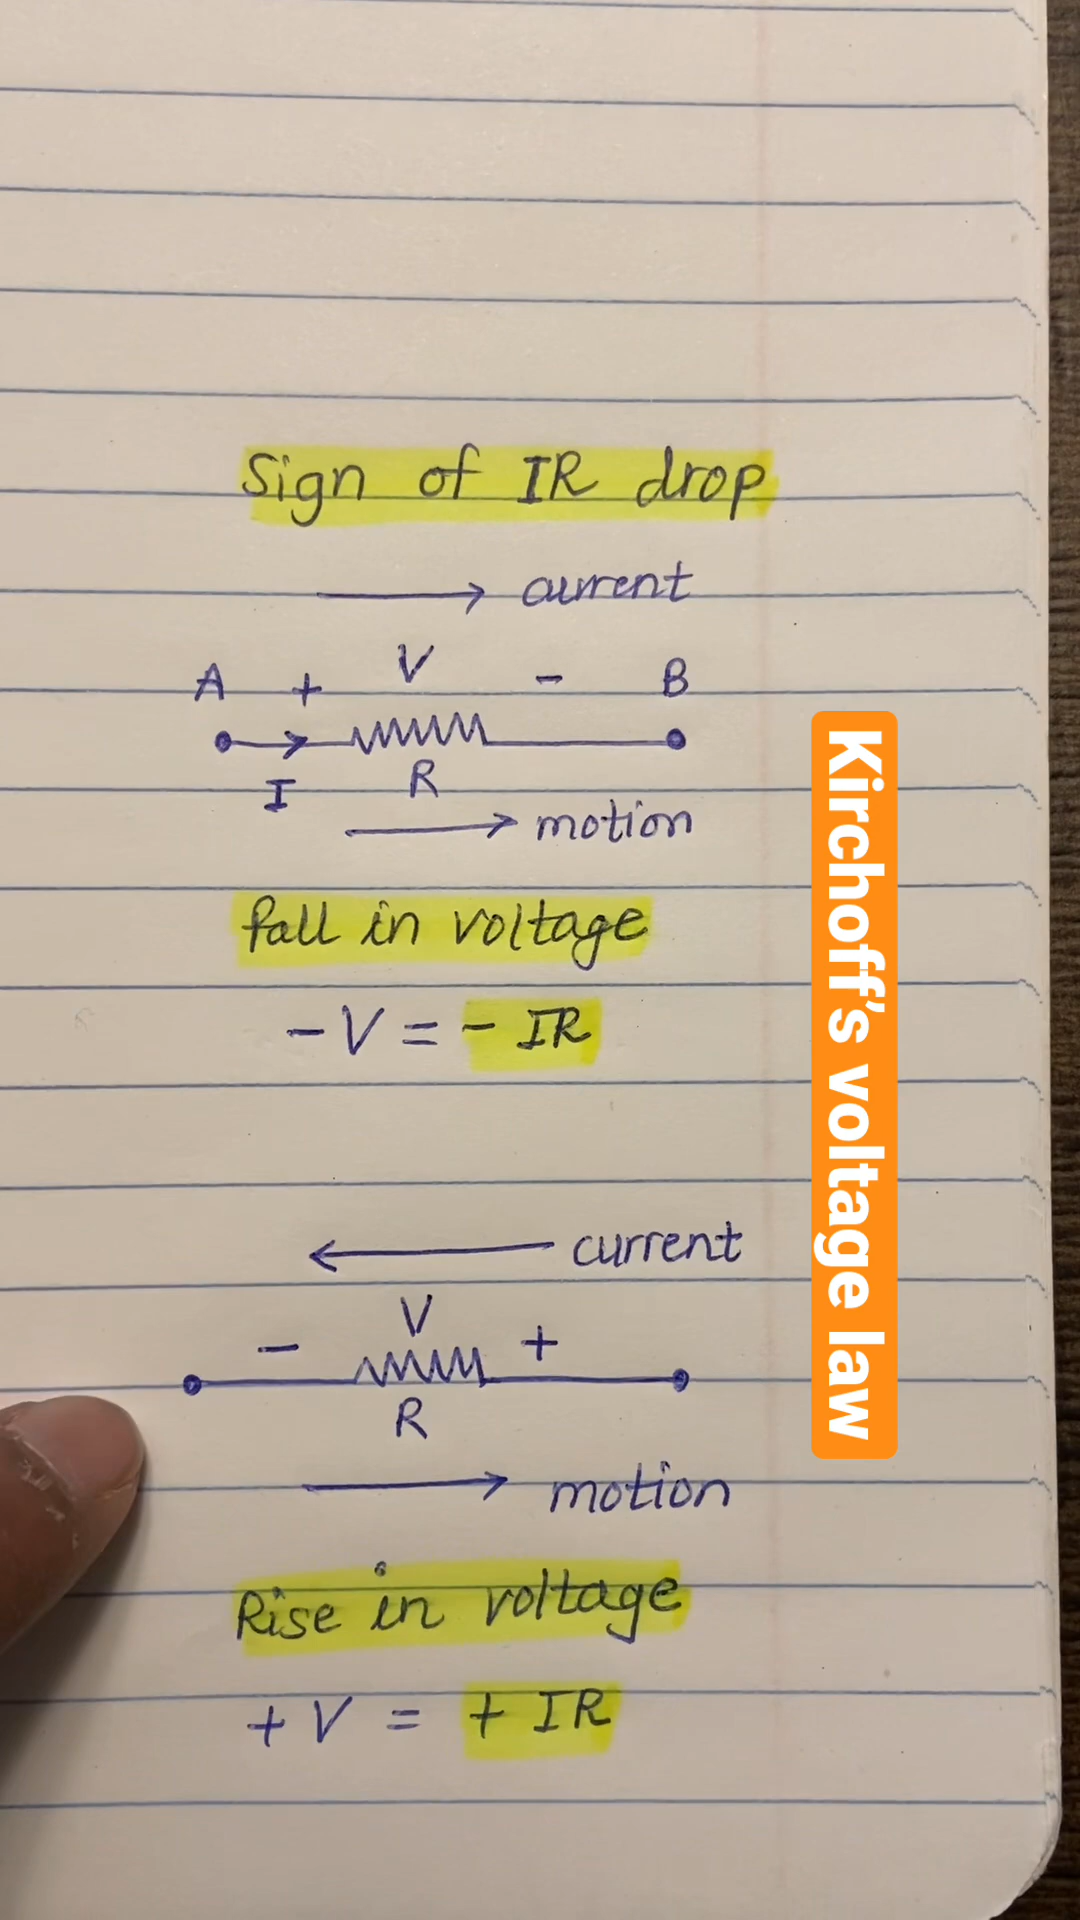 Sign of IR drop
→ current
A + V - B
I R
→ motion
fall in voltage
- V = - IR
← current
- V +
R
→ motion
Rise in voltage
+ V = + IR
Kirchoff's voltage law